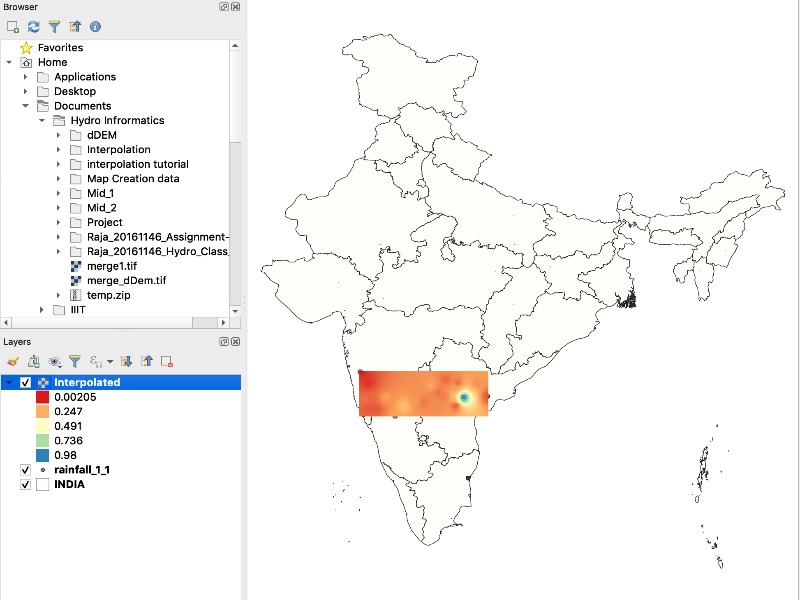 Browser
Favorites
Home
Applications
Desktop
Documents
Hydro Informatics
dDEM
Interpolation
interpolation tutorial
Map Creation data
Mid_1
Mid_2
Project
Raja_20161146_Assignment-
Raja_20161146_Hydro_Class_
merge1.tif
merge_dDem.tif
temp.zip
IIIT
Layers
Interpolated
0.00205
0.247
0.491
0.736
0.98
rainfall_1_1
INDIA